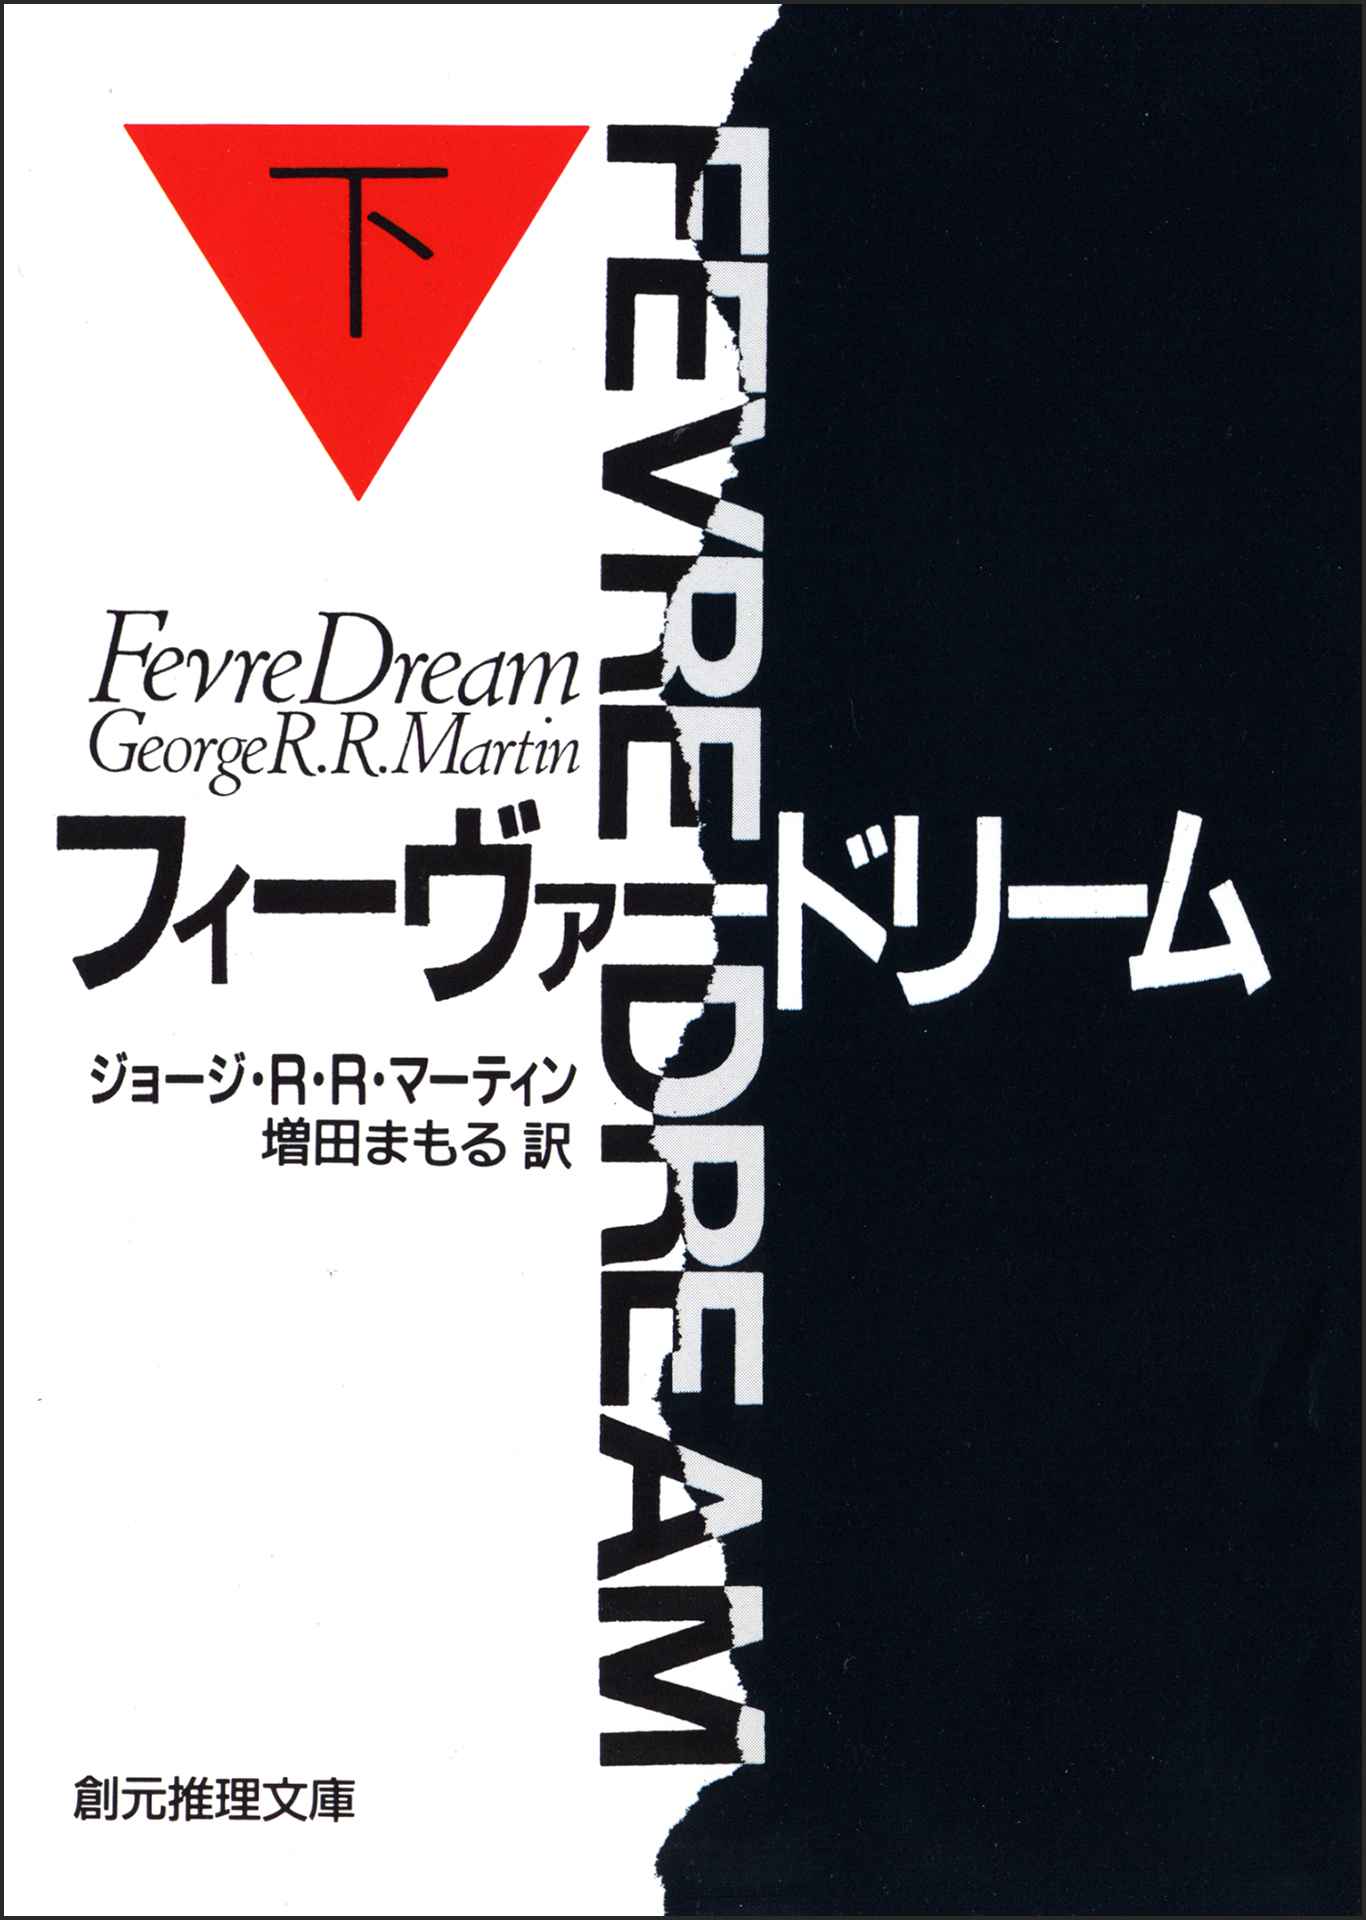 下
FEVRE DREAM
Fevre Dream
George R.R. Martin
フィーヴァードリーム
ジョージ・R・R・マーティン
増田まもる 訳
創元推理文庫